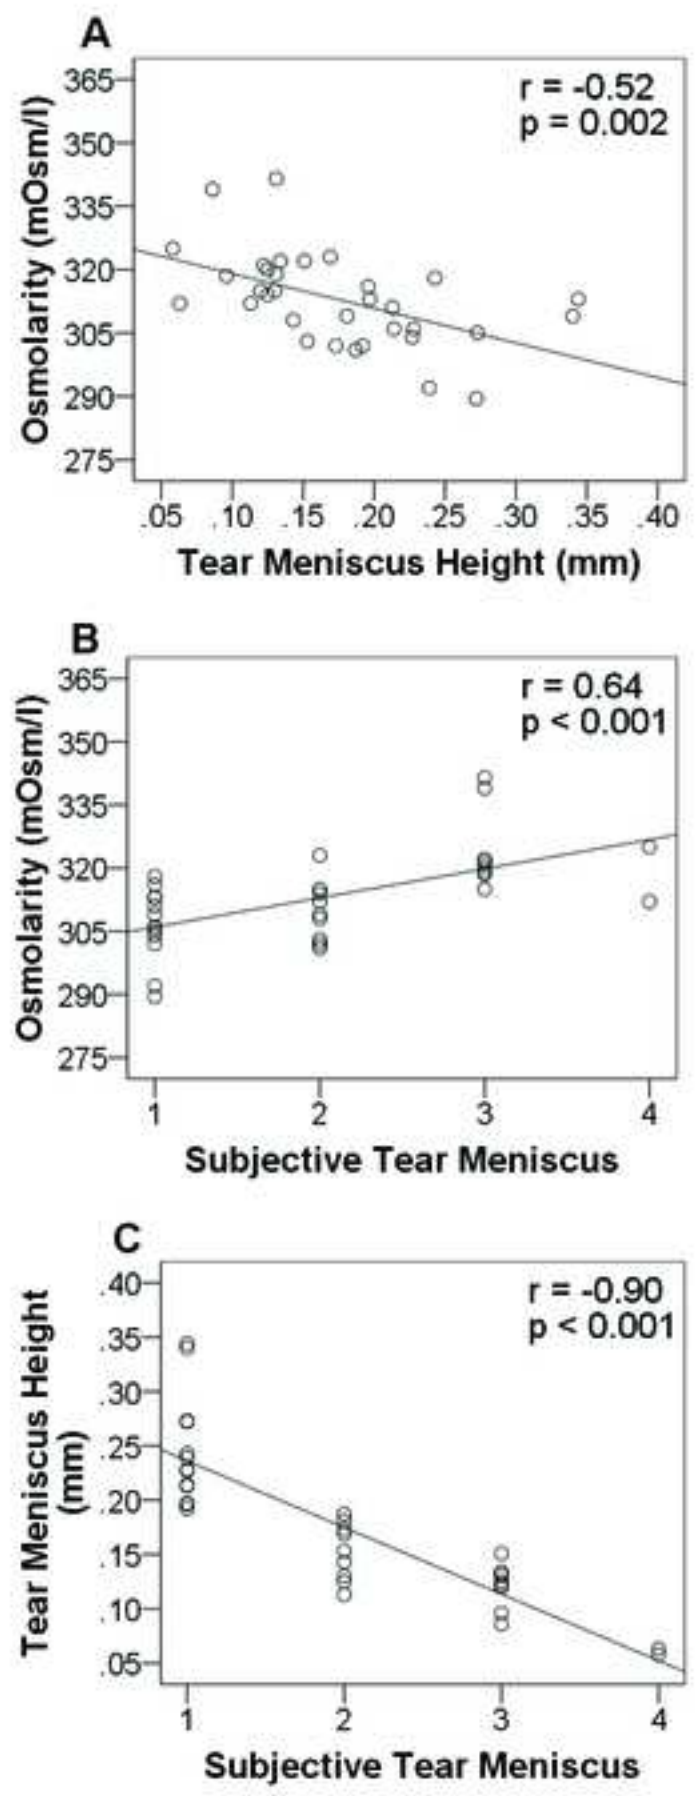 A
r = -0.52
p = 0.002
365
350
335
320
305
290
275
Osmolarity (mOsm/l)
.05 .10 .15 .20 .25 .30 .35 .40
Tear Meniscus Height (mm)
B
r = 0.64
p < 0.001
365
350
335
320
305
290
275
Osmolarity (mOsm/l)
1 2 3 4
Subjective Tear Meniscus
C
r = -0.90
p < 0.001
.40
.35
.30
.25
.20
.15
.10
.05
Tear Meniscus Height
(mm)
1 2 3 4
Subjective Tear Meniscus